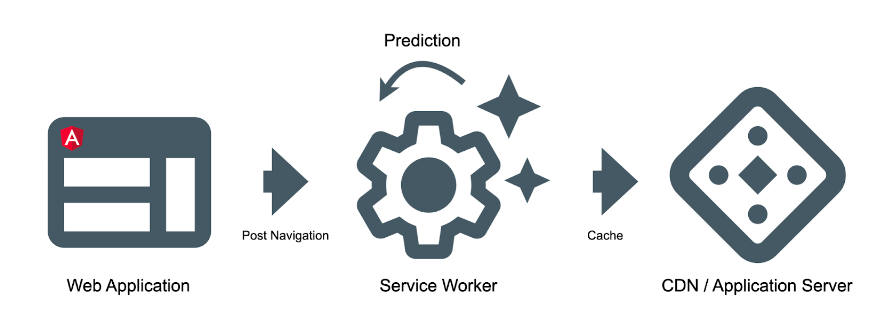 Prediction
A
Post Navigation
Cache
Web Application
Service Worker
CDN / Application Server